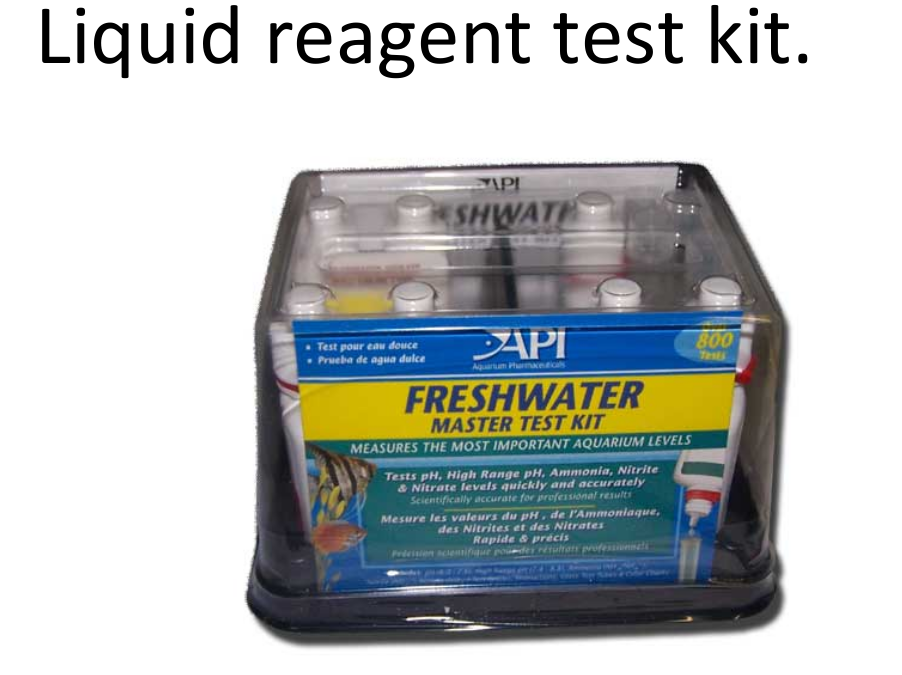 Liquid reagent test kit.
API
SHWAT
• Test pour eau douce
• Prueba de agua dulce
API
Aquarium Pharmaceuticals
Over
800
Tests
FRESHWATER
MASTER TEST KIT
MEASURES THE MOST IMPORTANT AQUARIUM LEVELS
Tests pH, High Range pH, Ammonia, Nitrite
& Nitrate levels quickly and accurately
Scientifically accurate for professional results
Mesure les valeurs du pH , de l'Ammoniaque,
des Nitrites et des Nitrates
Rapide & précis
Précision scientifique pour des résultats professionnels